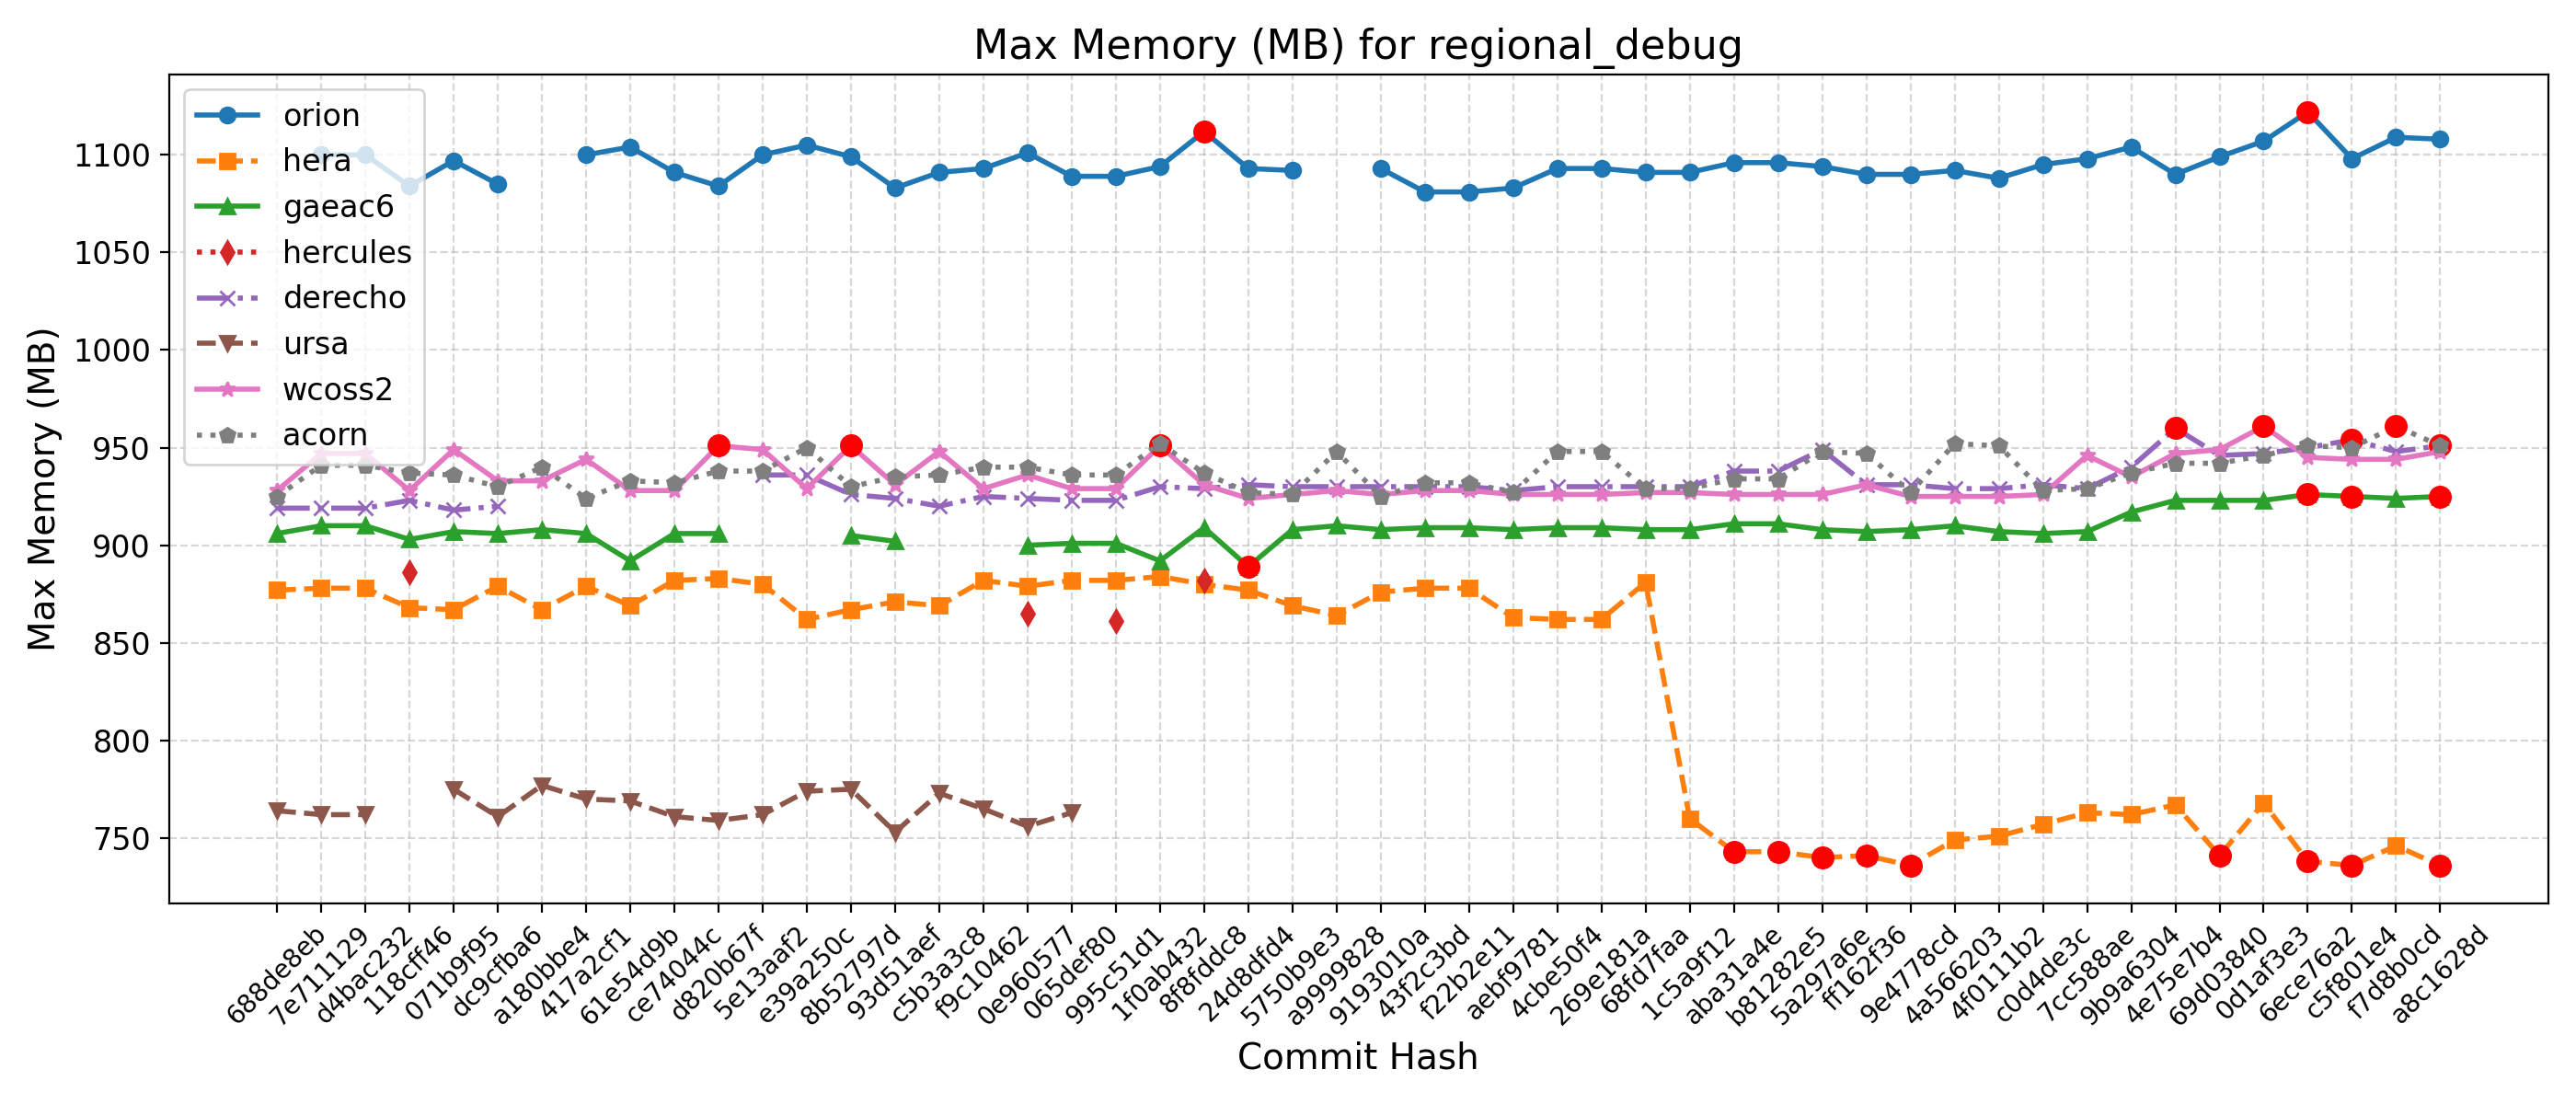 Max Memory (MB) for regional_debug
Max Memory (MB)
1100
1050
1000
950
900
850
800
750
orion
hera
gaeac6
hercules
derecho
ursa
wcoss2
acorn
688de8eb
7e711129
d4bac232
118cff46
071b9f95
dc9cfba6
a180bbe4
417a2cf1
61e54d9b
ce74044c
d820b67f
5e13aaf2
e39a250c
8b52797d
93d51aef
c5b3a3c8
f9c10462
0e960577
065def80
995c51d1
1f0ab432
8f8fddc8
24d8dfd4
5750b9e3
a9999828
9193010a
43f2c3bd
f22b2e11
aebf9781
4cbe50f4
269e181a
68fd7faa
1c5a9f12
aba31a4e
b81282e5
5a297a6e
ff162f36
9e4778cd
4a566203
4f0111b2
c0d4de3c
7cc588ae
9b9a6304
4e75e7b4
69d03840
0d1af3e3
6ece76a2
c5f801e4
f7d8b0cd
a8c1628d
Commit Hash